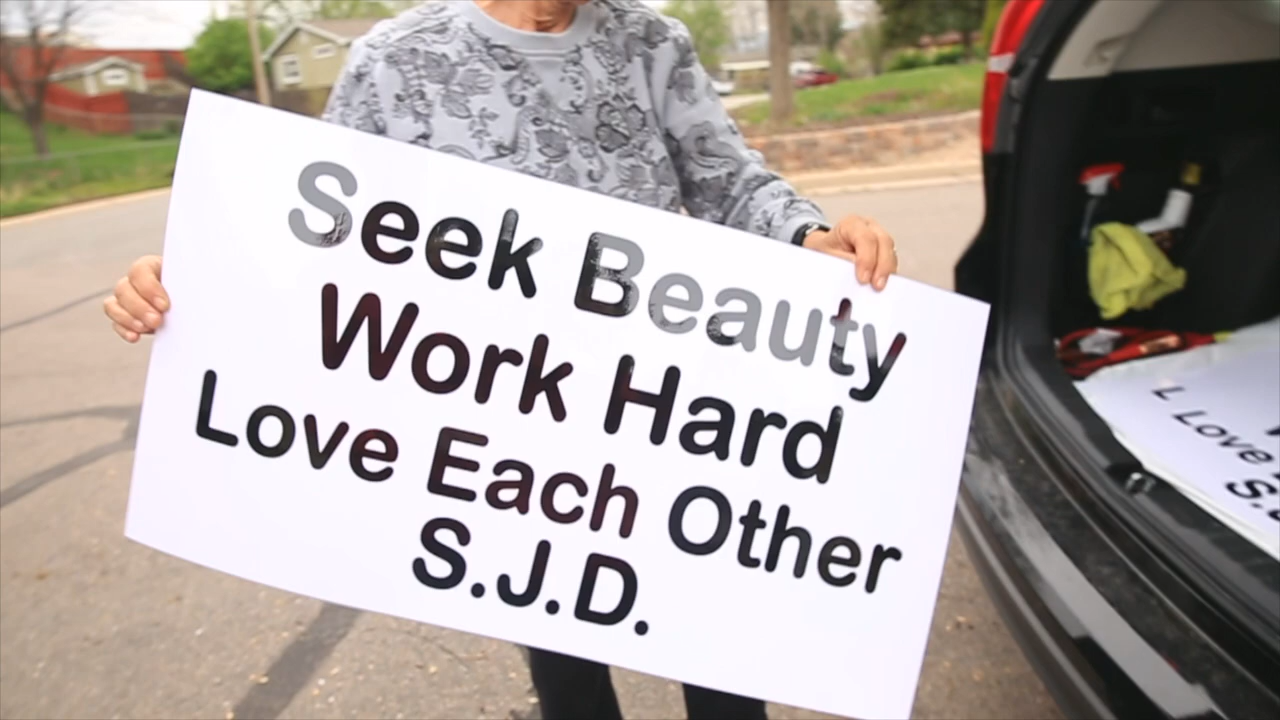 Seek Beauty
Work Hard
Love Each Other
S.J.D.
L
Love